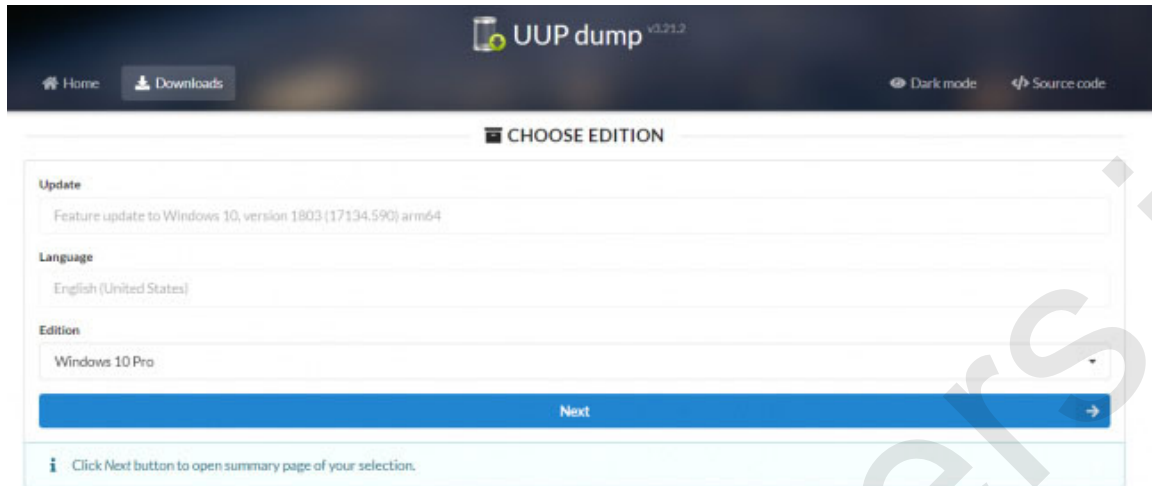 UUP dump v3.21.2
Home Downloads Dark mode Source code
CHOOSE EDITION
Update
Feature update to Windows 10, version 1803 (17134.590) arm64
Language
English (United States)
Edition
Windows 10 Pro
Next
Click Next button to open summary page of your selection.